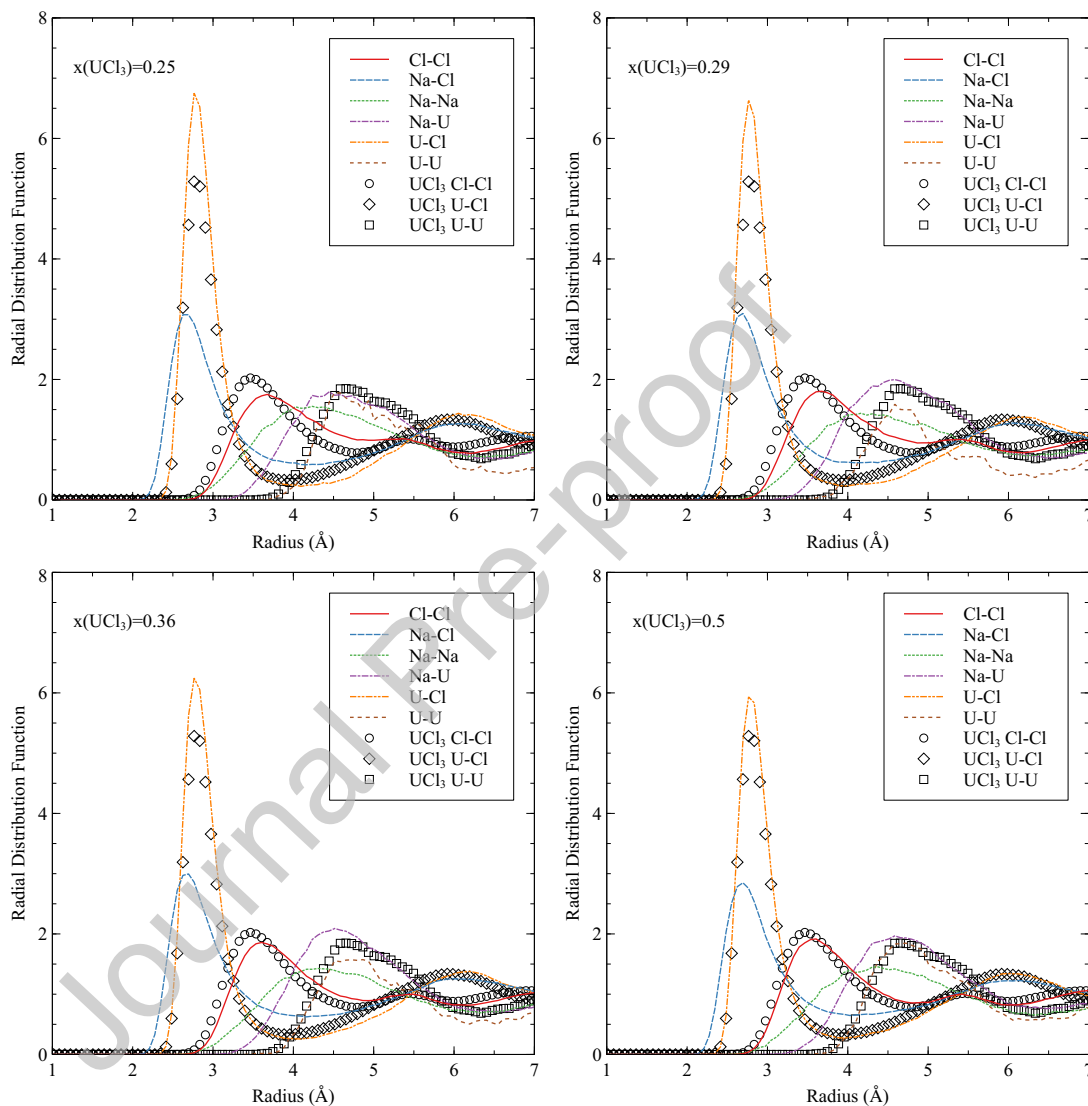 8
6
4
2
0
Radial Distribution Function
x(UCl₃)=0.25
Cl-Cl
Na-Cl
Na-Na
Na-U
U-Cl
U-U
UCl₃ Cl-Cl
UCl₃ U-Cl
UCl₃ U-U
1 2 3 4 5 6 7
Radius (Å)
8
6
4
2
0
Radial Distribution Function
x(UCl₃)=0.29
Cl-Cl
Na-Cl
Na-Na
Na-U
U-Cl
U-U
UCl₃ Cl-Cl
UCl₃ U-Cl
UCl₃ U-U
1 2 3 4 5 6 7
Radius (Å)
8
6
4
2
0
Radial Distribution Function
x(UCl₃)=0.36
Cl-Cl
Na-Cl
Na-Na
Na-U
U-Cl
U-U
UCl₃ Cl-Cl
UCl₃ U-Cl
UCl₃ U-U
1 2 3 4 5 6 7
Radius (Å)
8
6
4
2
0
Radial Distribution Function
x(UCl₃)=0.5
Cl-Cl
Na-Cl
Na-Na
Na-U
U-Cl
U-U
UCl₃ Cl-Cl
UCl₃ U-Cl
UCl₃ U-U
1 2 3 4 5 6 7
Radius (Å)
Journal Pre-proof